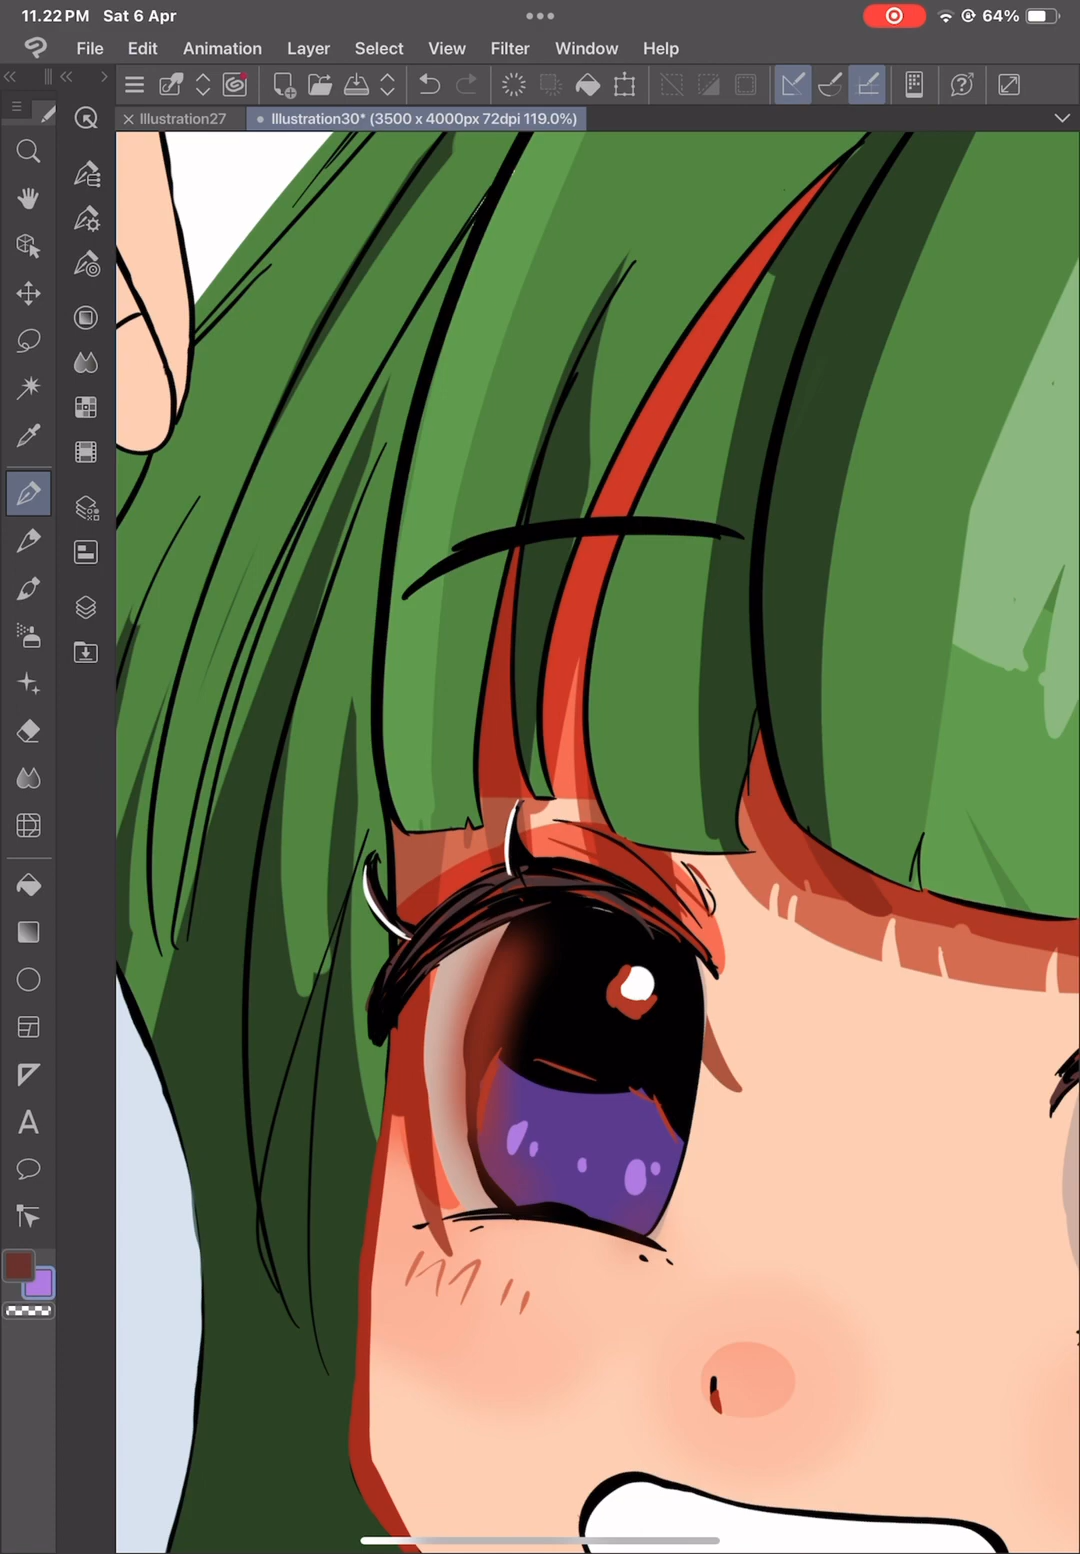 11.22 PM Sat 6 Apr
64%
File Edit Animation Layer Select View Filter Window Help
Illustration27
Illustration30* (3500 x 4000px 72dpi 119.0%)
A